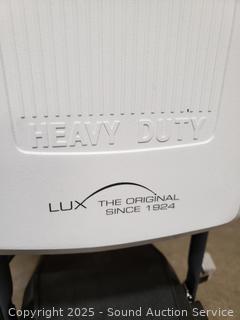 HEAVY DUTY
LUX THE ORIGINAL
SINCE 1924
Copyright 2025 - Sound Auction Service